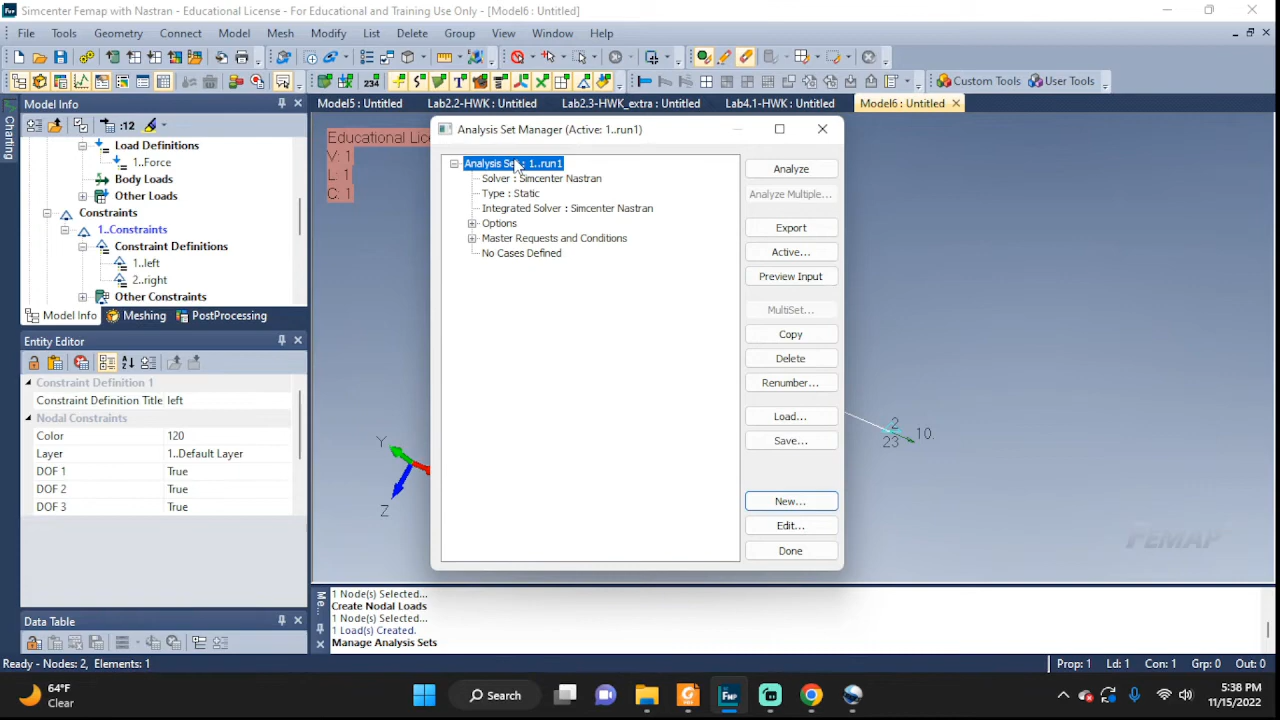 Simcenter Femap with Nastran - Educational License - For Educational and Training Use Only - [Model6 : Untitled]
File Tools Geometry Connect Model Mesh Modify List Delete Group View Window Help
234
Custom Tools User Tools
Charting
Model Info
Model5 : Untitled Lab2.2-HWK : Untitled Lab2.3-HWK_extra : Untitled Lab4.1-HWK : Untitled Model6 : Untitled
:12
Load Definitions
1..Force
Body Loads
Other Loads
Constraints
1..Constraints
Constraint Definitions
1..left
2..right
Other Constraints
Model Info Meshing PostProcessing
Educational Lic
V: 1
L: 1
C: 1
Analysis Set Manager (Active: 1..run1)
Analysis Set : 1..run1
Solver : Simcenter Nastran
Type : Static
Integrated Solver : Simcenter Nastran
Options
Master Requests and Conditions
No Cases Defined
Analyze
Analyze Multiple...
Export
Active...
Preview Input
MultiSet...
Copy
Delete
Renumber...
Load...
Save...
New...
Edit...
Done
Y
Z
2
23
10.
FEMAP
Entity Editor
Constraint Definition 1
Constraint Definition Title left
Nodal Constraints
Color 120
Layer 1..Default Layer
DOF 1 True
DOF 2 True
DOF 3 True
Data Table
Me...
1 Node(s) Selected...
Create Nodal Loads
1 Node(s) Selected...
1 Load(s) Created.
Manage Analysis Sets
Ready - Nodes: 2, Elements: 1
Prop: 1 Ld: 1 Con: 1 Grp: 0 Out: 0
64°F
Clear
Search
FMP
5:38 PM
11/15/2022